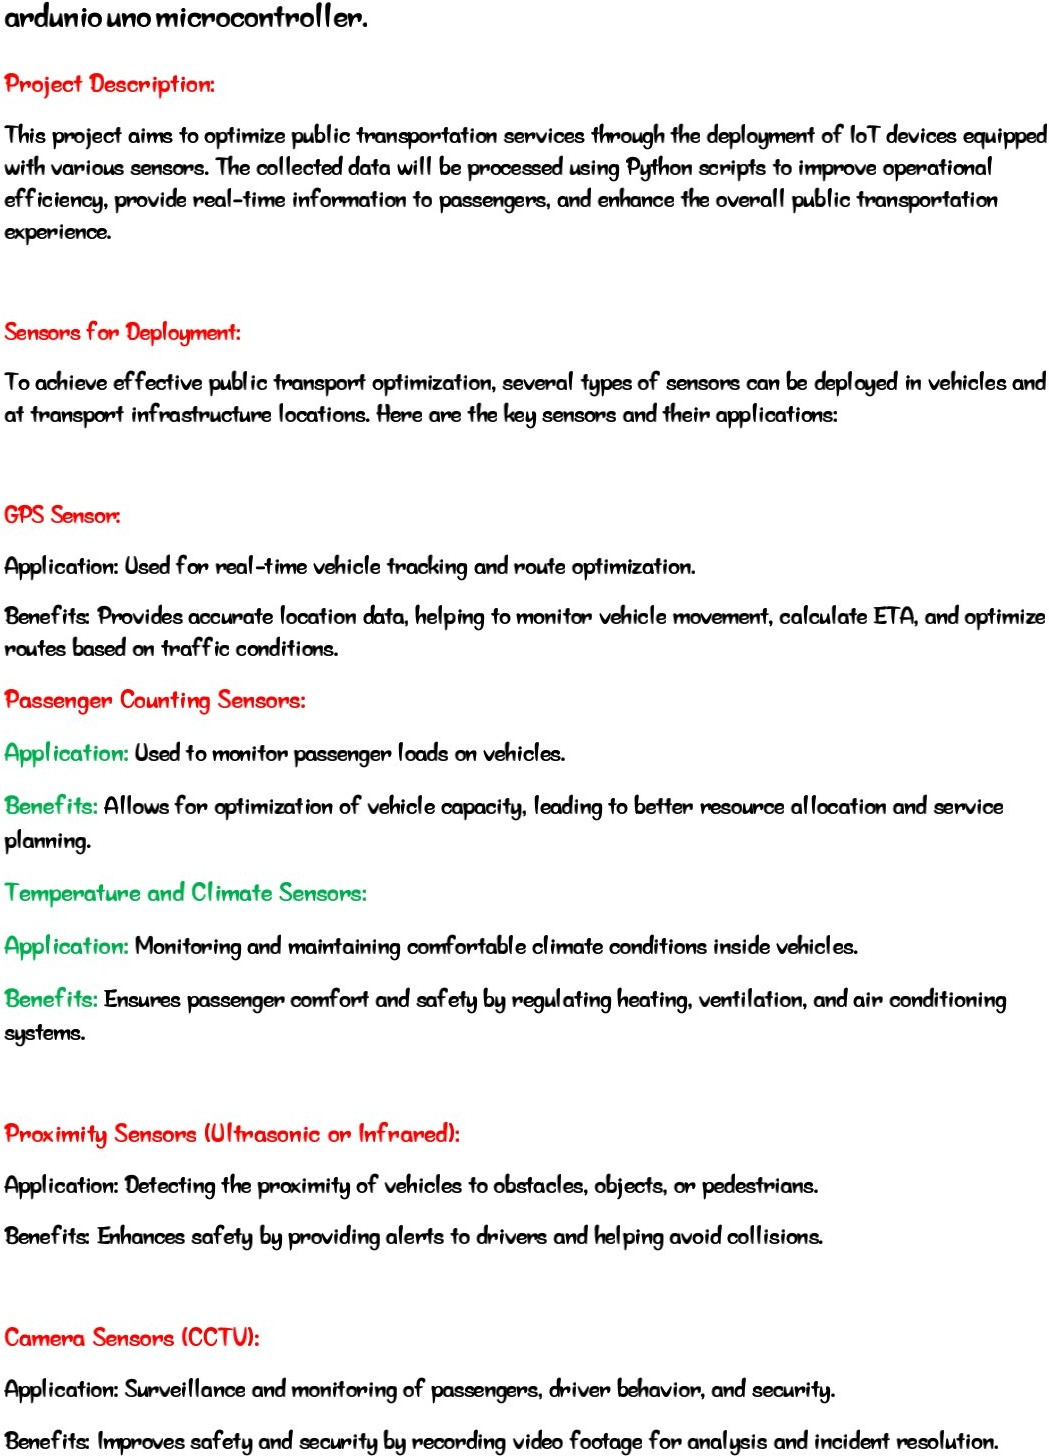 ardunio uno microcontroller.
Project Description:
This project aims to optimize public transportation services through the deployment of IoT devices equipped
with various sensors. The collected data will be processed using Python scripts to improve operational
efficiency, provide real-time information to passengers, and enhance the overall public transportation
experience.
Sensors for Deployment:
To achieve effective public transport optimization, several types of sensors can be deployed in vehicles and
at transport infrastructure locations. Here are the key sensors and their applications:
GPS Sensor:
Application: Used for real-time vehicle tracking and route optimization.
Benefits: Provides accurate location data, helping to monitor vehicle movement, calculate ETA, and optimize
routes based on traffic conditions.
Passenger Counting Sensors:
Application: Used to monitor passenger loads on vehicles.
Benefits: Allows for optimization of vehicle capacity, leading to better resource allocation and service
planning.
Temperature and Climate Sensors:
Application: Monitoring and maintaining comfortable climate conditions inside vehicles.
Benefits: Ensures passenger comfort and safety by regulating heating, ventilation, and air conditioning
systems.
Proximity Sensors (Ultrasonic or Infrared):
Application: Detecting the proximity of vehicles to obstacles, objects, or pedestrians.
Benefits: Enhances safety by providing alerts to drivers and helping avoid collisions.
Camera Sensors (CCTV):
Application: Surveillance and monitoring of passengers, driver behavior, and security.
Benefits: Improves safety and security by recording video footage for analysis and incident resolution.